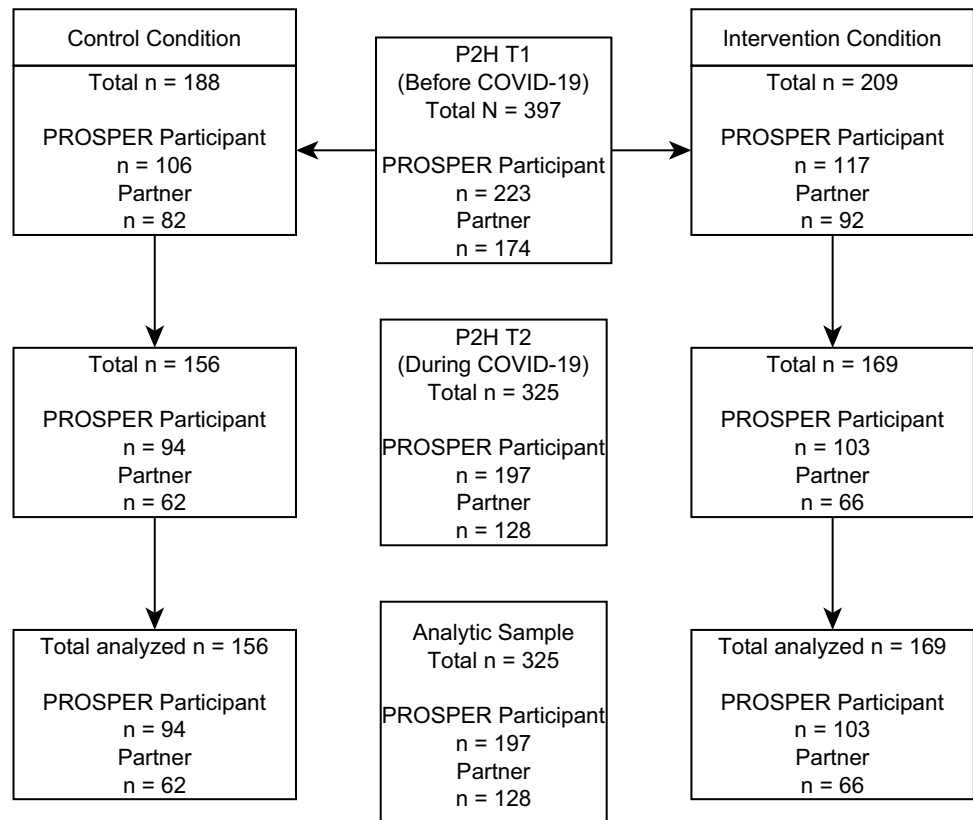 Control Condition
Total n = 188
PROSPER Participant
n = 106
Partner
n = 82
P2H T1
(Before COVID-19)
Total N = 397
PROSPER Participant
n = 223
Partner
n = 174
Intervention Condition
Total n = 209
PROSPER Participant
n = 117
Partner
n = 92
Total n = 156
PROSPER Participant
n = 94
Partner
n = 62
P2H T2
(During COVID-19)
Total n = 325
PROSPER Participant
n = 197
Partner
n = 128
Total n = 169
PROSPER Participant
n = 103
Partner
n = 66
Total analyzed n = 156
PROSPER Participant
n = 94
Partner
n = 62
Analytic Sample
Total n = 325
PROSPER Participant
n = 197
Partner
n = 128
Total analyzed n = 169
PROSPER Participant
n = 103
Partner
n = 66